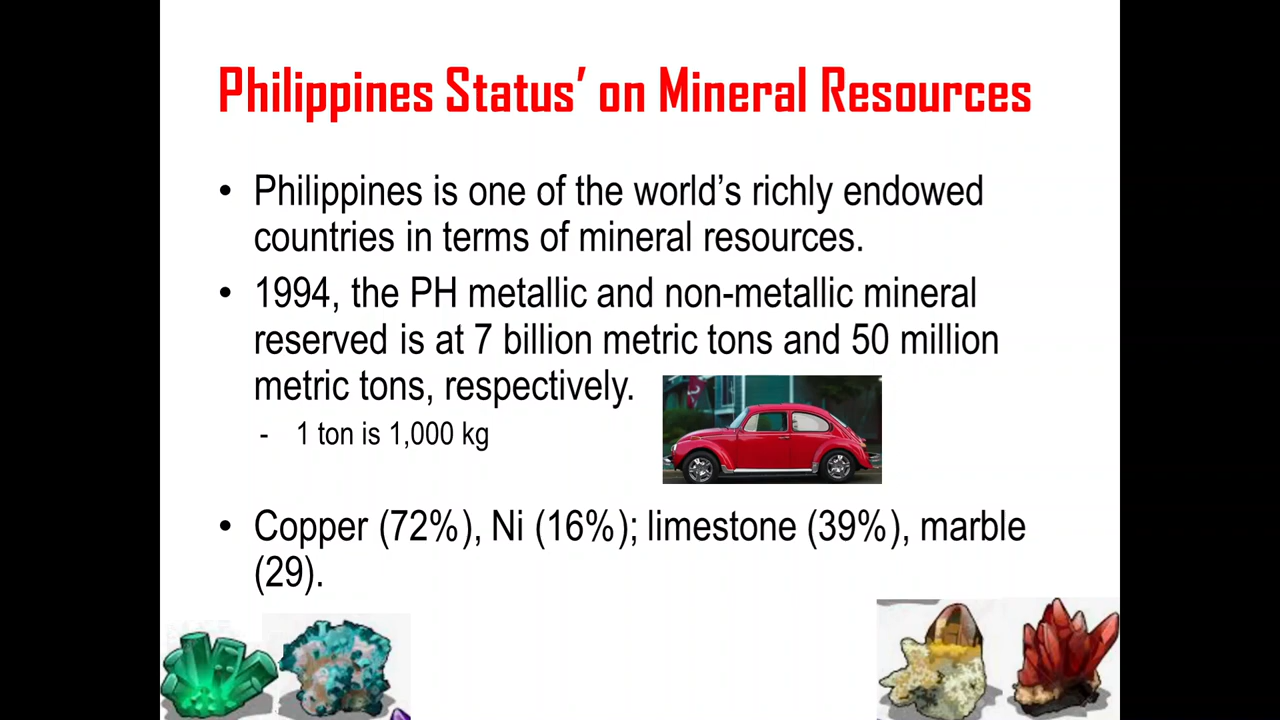 Philippines Status’ on Mineral Resources
• Philippines is one of the world’s richly endowed
countries in terms of mineral resources.
• 1994, the PH metallic and non-metallic mineral
reserved is at 7 billion metric tons and 50 million
metric tons, respectively.
- 1 ton is 1,000 kg
• Copper (72%), Ni (16%); limestone (39%), marble
(29).